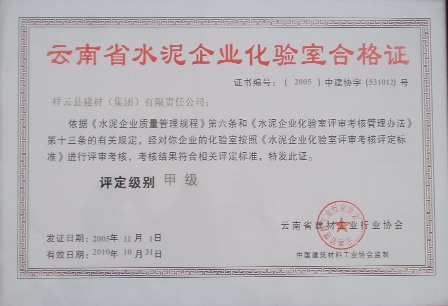 云南省水泥企业化验室合格证
证书编号：（ 2005 ）中建协字 (531012) 号
祥云县建材（集团）有限责任公司：
依据《水泥企业质量管理规程》第六条和《水泥企业化验室评审考核管理办法》
第十三条的有关规定，经对你企业的化验室按照《水泥企业化验室评审考核评定标
准》进行评审考核，考核结果符合相关评定标准，特发此证。
评定级别 甲 级
云南省建材工业行业协会
发证日期：2005年 11月 1日
有效日期：2010年 10月 31日
中国建筑材料工业协会监制